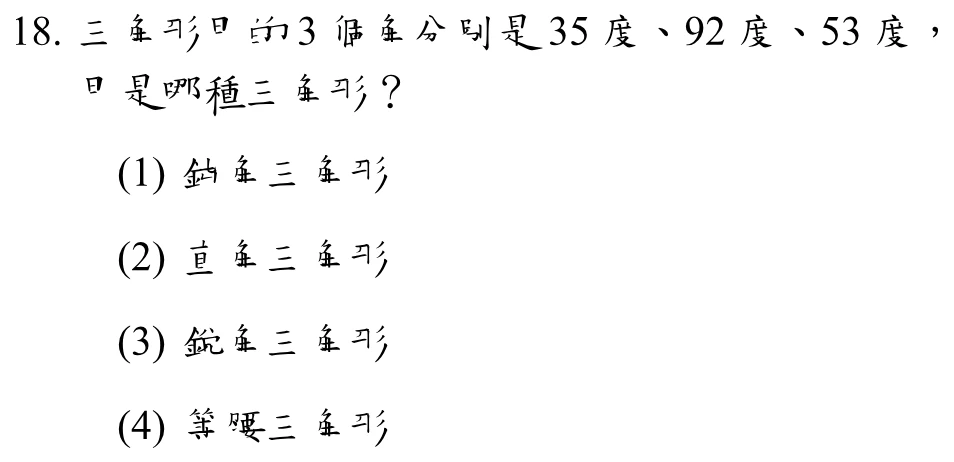 18. 三角形甲的3個角分別是35度、92度、53度，
甲是哪種三角形？
(1) 鈍角三角形
(2) 直角三角形
(3) 銳角三角形
(4) 等腰三角形